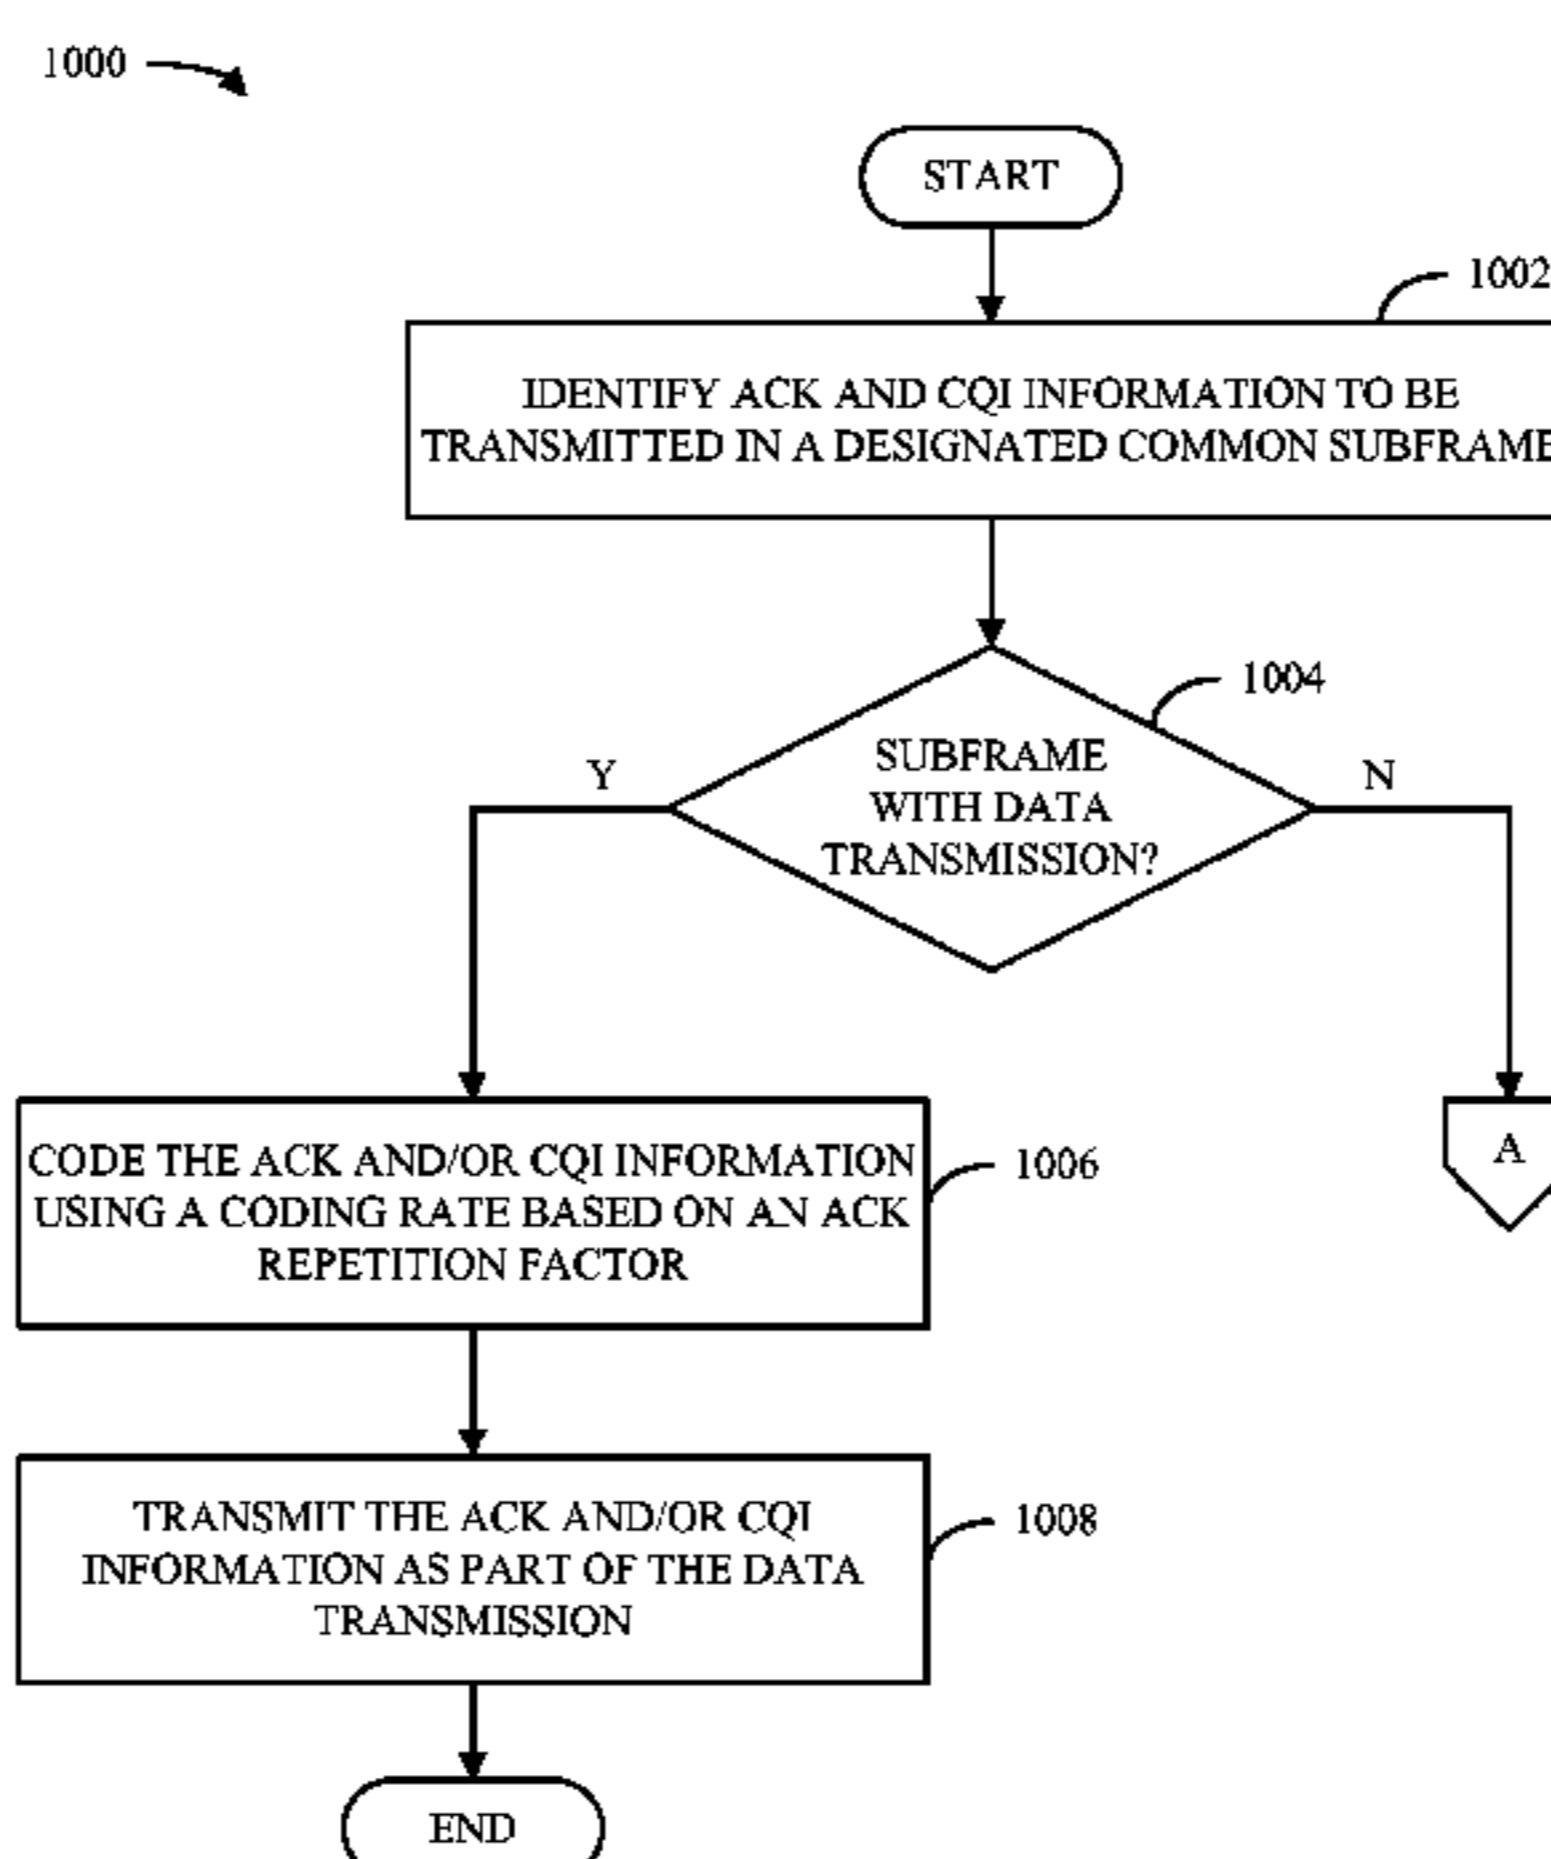 1000
START
1002
IDENTIFY ACK AND CQI INFORMATION TO BE
TRANSMITTED IN A DESIGNATED COMMON SUBFRAME
1004
SUBFRAME
WITH DATA
TRANSMISSION?
Y
N
CODE THE ACK AND/OR CQI INFORMATION
USING A CODING RATE BASED ON AN ACK
REPETITION FACTOR
1006
A
TRANSMIT THE ACK AND/OR CQI
INFORMATION AS PART OF THE DATA
TRANSMISSION
1008
END